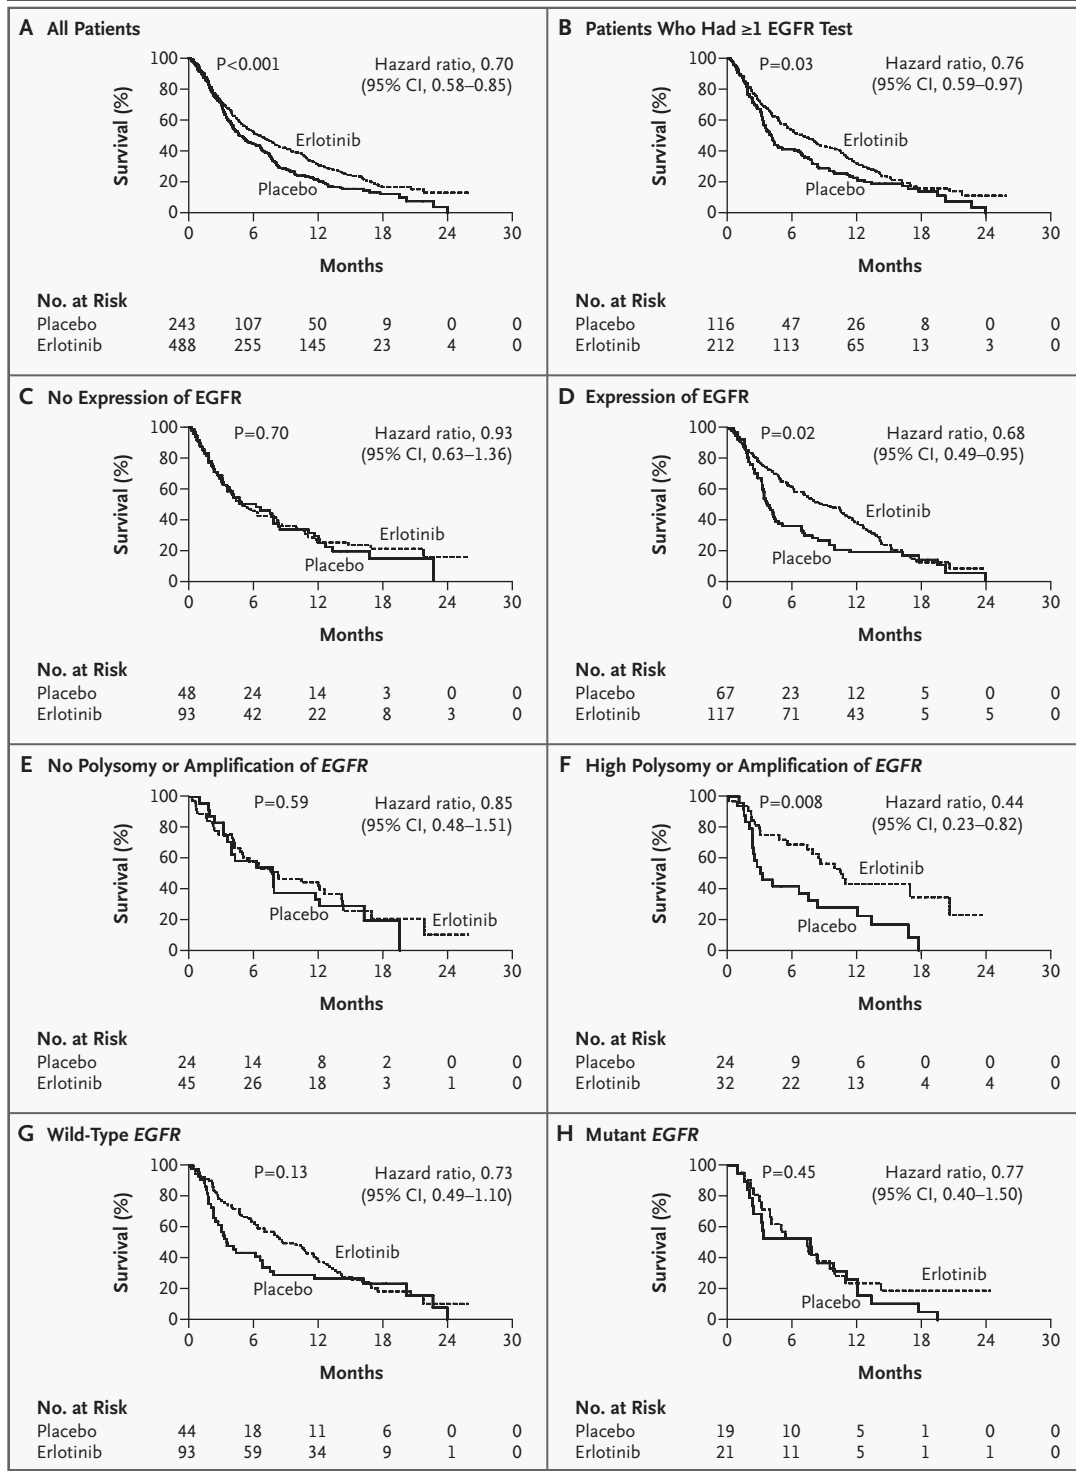 A All Patients
P<0.001
Hazard ratio, 0.70
(95% CI, 0.58–0.85)
Survival (%)
100
80
60
40
20
0
Erlotinib
Placebo
0 6 12 18 24 30
Months
No. at Risk
Placebo 243 107 50 9 0 0
Erlotinib 488 255 145 23 4 0
B Patients Who Had ≥1 EGFR Test
P=0.03
Hazard ratio, 0.76
(95% CI, 0.59–0.97)
Survival (%)
100
80
60
40
20
0
Erlotinib
Placebo
0 6 12 18 24 30
Months
No. at Risk
Placebo 116 47 26 8 0 0
Erlotinib 212 113 65 13 3 0
C No Expression of EGFR
P=0.70
Hazard ratio, 0.93
(95% CI, 0.63–1.36)
Survival (%)
100
80
60
40
20
0
Erlotinib
Placebo
0 6 12 18 24 30
Months
No. at Risk
Placebo 48 24 14 3 0 0
Erlotinib 93 42 22 8 3 0
D Expression of EGFR
P=0.02
Hazard ratio, 0.68
(95% CI, 0.49–0.95)
Survival (%)
100
80
60
40
20
0
Erlotinib
Placebo
0 6 12 18 24 30
Months
No. at Risk
Placebo 67 23 12 5 0 0
Erlotinib 117 71 43 5 5 0
E No Polysomy or Amplification of EGFR
P=0.59
Hazard ratio, 0.85
(95% CI, 0.48–1.51)
Survival (%)
100
80
60
40
20
0
Placebo
Erlotinib
0 6 12 18 24 30
Months
No. at Risk
Placebo 24 14 8 2 0 0
Erlotinib 45 26 18 3 1 0
F High Polysomy or Amplification of EGFR
P=0.008
Hazard ratio, 0.44
(95% CI, 0.23–0.82)
Survival (%)
100
80
60
40
20
0
Erlotinib
Placebo
0 6 12 18 24 30
Months
No. at Risk
Placebo 24 9 6 0 0 0
Erlotinib 32 22 13 4 4 0
G Wild-Type EGFR
P=0.13
Hazard ratio, 0.73
(95% CI, 0.49–1.10)
Survival (%)
100
80
60
40
20
0
Erlotinib
Placebo
0 6 12 18 24 30
Months
No. at Risk
Placebo 44 18 11 6 0 0
Erlotinib 93 59 34 9 1 0
H Mutant EGFR
P=0.45
Hazard ratio, 0.77
(95% CI, 0.40–1.50)
Survival (%)
100
80
60
40
20
0
Erlotinib
Placebo
0 6 12 18 24 30
Months
No. at Risk
Placebo 19 10 5 1 0 0
Erlotinib 21 11 5 1 1 0